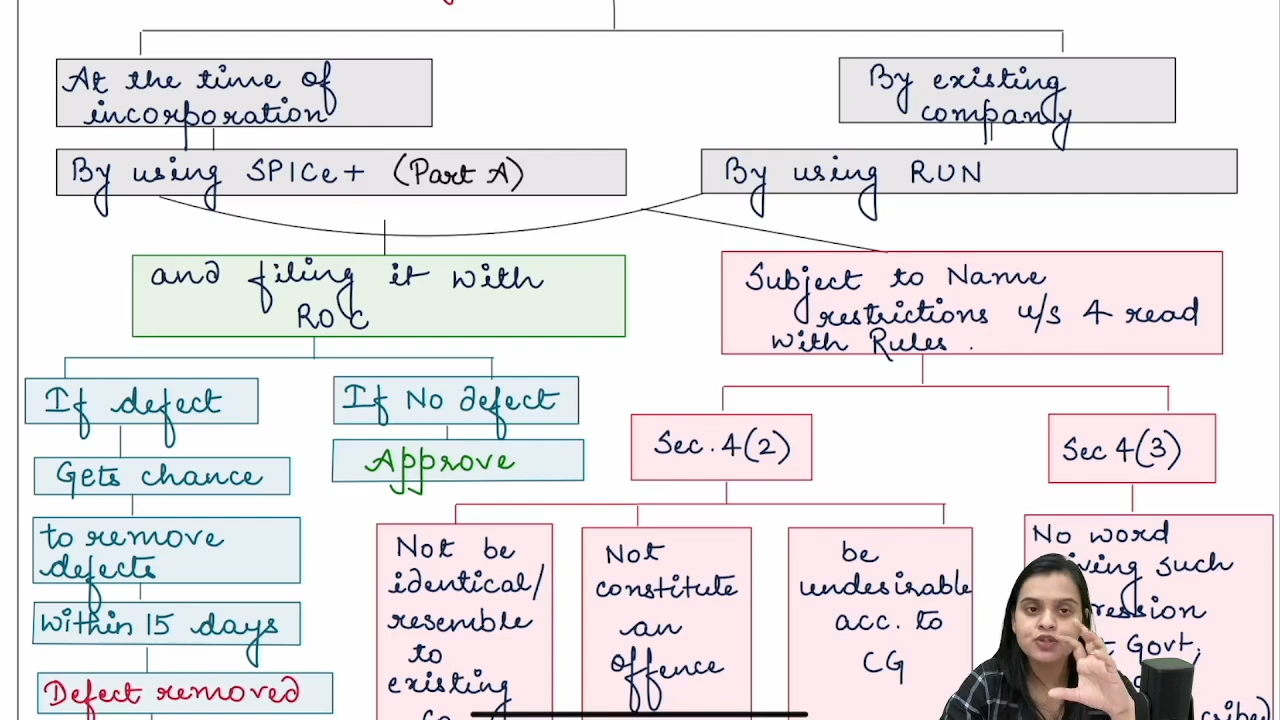 At the time of
incorporation
By existing
company
By using SPICe+ (Part A)
By using RUN
and filing it with
ROC
Subject to Name
restrictions u/s 4 read
with Rules.
If defect
If No defect
Gets chance
Approve
to remove
defects
within 15 days
Defect removed
Sec. 4(2)
Sec 4(3)
Not be
identical/
resemble
to
existing
co
Not
constitute
an
offence
be
undesirable
acc. to
CG
No word
such
Govt.